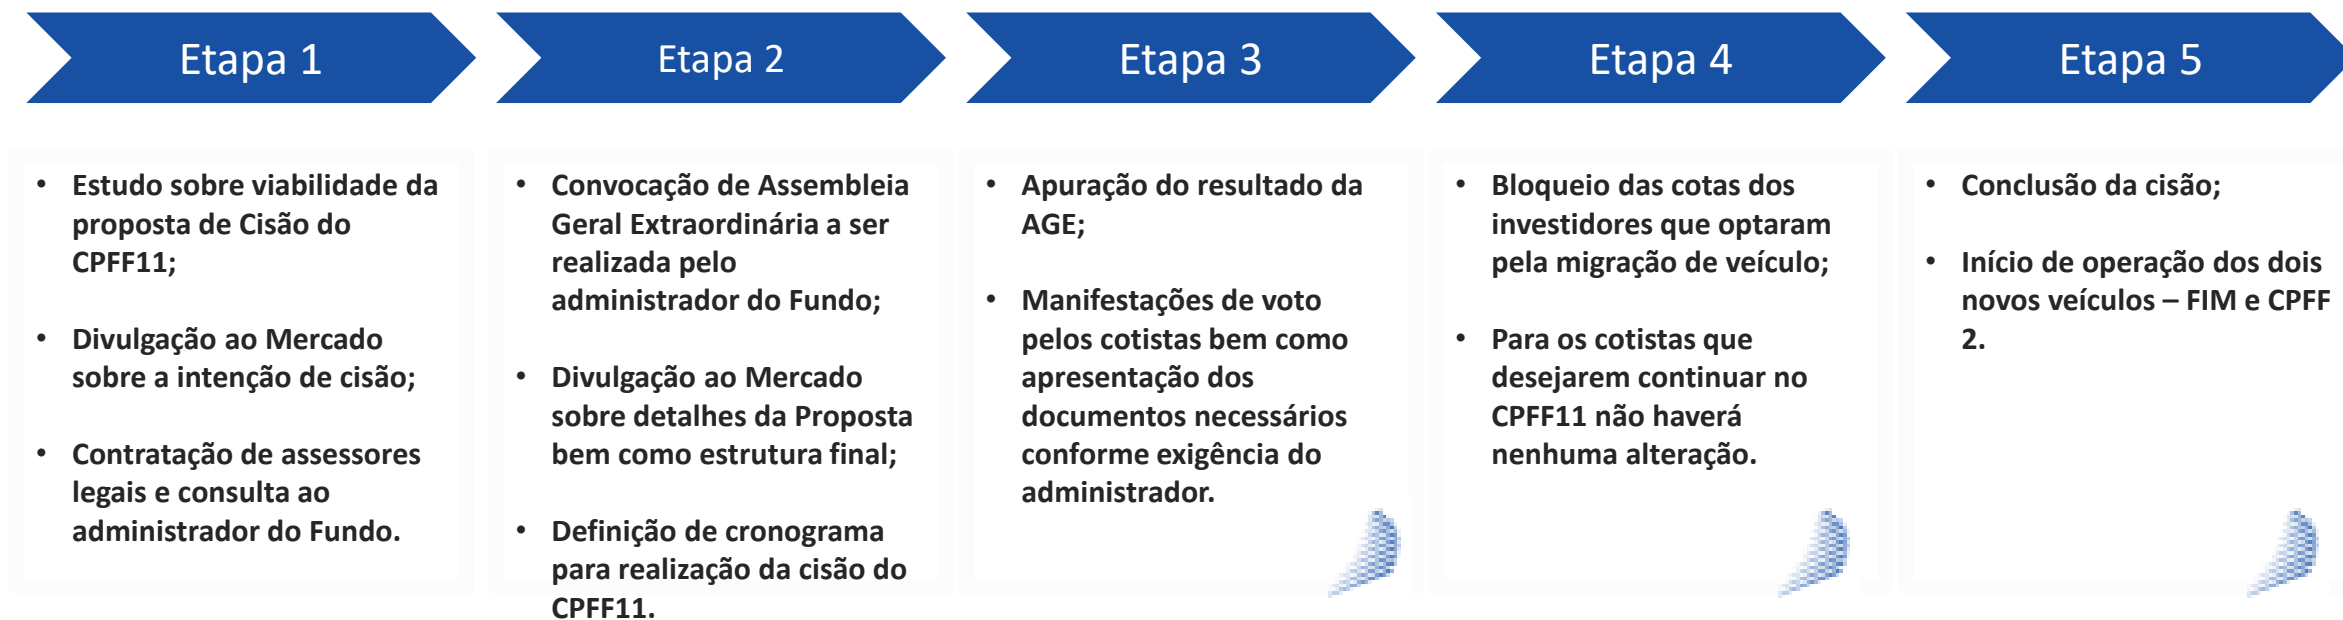 Etapa 1
Etapa 2
Etapa 3
Etapa 4
Etapa 5
• Estudo sobre viabilidade da
proposta de Cisão do
CPFF11;
• Divulgação ao Mercado
sobre a intenção de cisão;
• Contratação de assessores
legais e consulta ao
administrador do Fundo.
• Convocação de Assembleia
Geral Extraordinária a ser
realizada pelo
administrador do Fundo;
• Divulgação ao Mercado
sobre detalhes da Proposta
bem como estrutura final;
• Definição de cronograma
para realização da cisão do
CPFF11.
• Apuração do resultado da
AGE;
• Manifestações de voto
pelos cotistas bem como
apresentação dos
documentos necessários
conforme exigência do
administrador.
• Bloqueio das cotas dos
investidores que optaram
pela migração de veículo;
• Para os cotistas que
desejarem continuar no
CPFF11 não haverá
nenhuma alteração.
• Conclusão da cisão;
• Início de operação dos dois
novos veículos – FIM e CPFF
2.